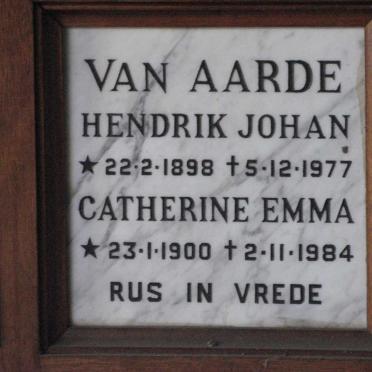 VAN AARDE
HENDRIK JOHAN
★ 22·2·1898 † 5·12·1977
CATHERINE EMMA
★ 23·1·1900 † 2·11·1984
RUS IN VREDE